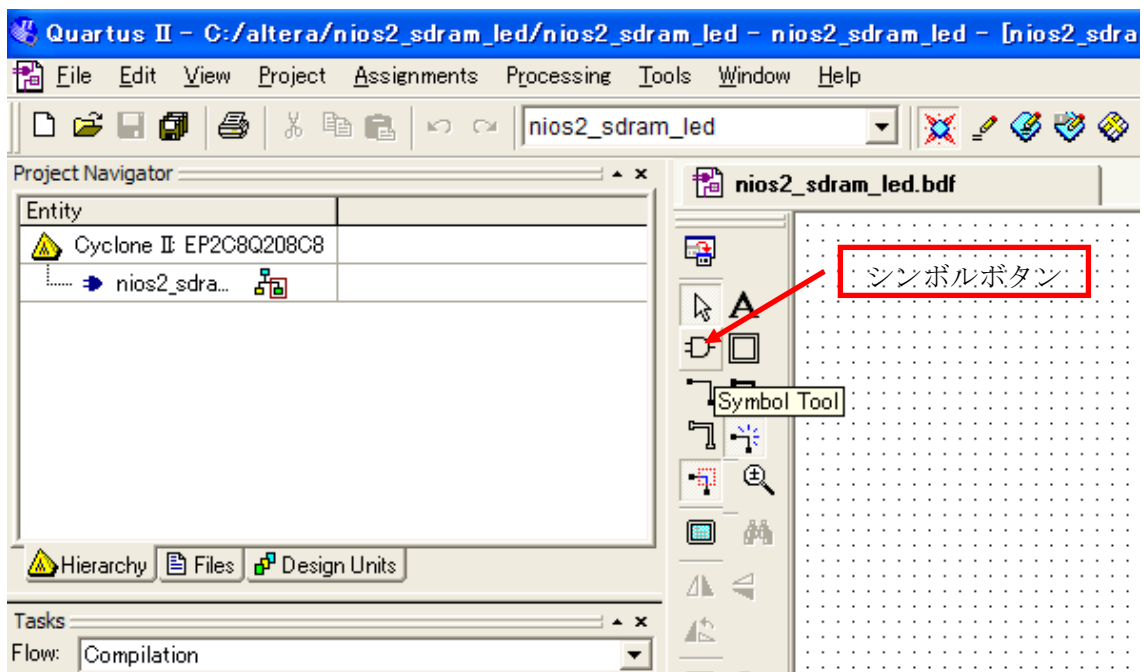 Quartus II - C:/altera/nios2_sdram_led/nios2_sdram_led - nios2_sdram_led - [nios2_sdra
File Edit View Project Assignments Processing Tools Window Help
nios2_sdram_led
Project Navigator
nios2_sdram_led.bdf
Entity
Cyclone II: EP2C8Q208C8
nios2_sdra...
シンボルボタン
Symbol Tool
Hierarchy Files Design Units
Tasks
Flow: Compilation